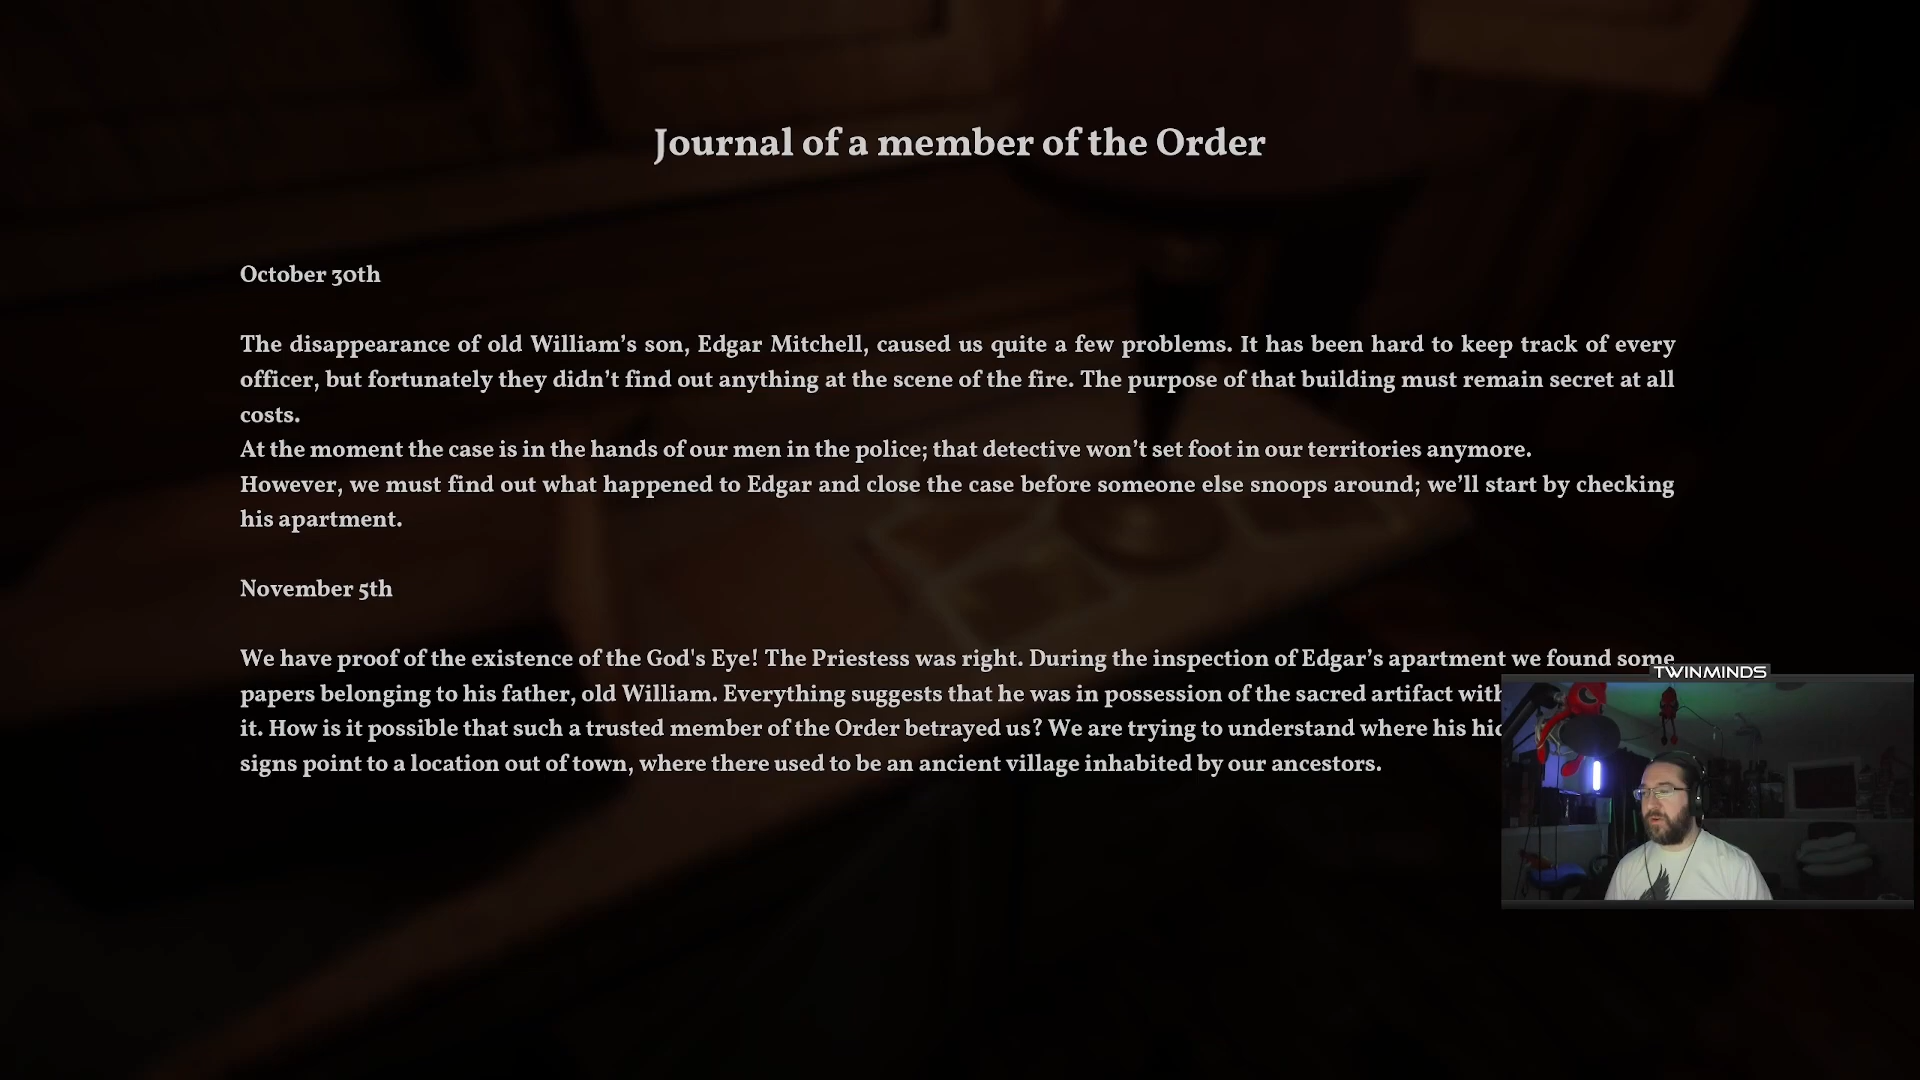 Journal of a member of the Order
October 30th
The disappearance of old William’s son, Edgar Mitchell, caused us quite a few problems. It has been hard to keep track of every
officer, but fortunately they didn’t find out anything at the scene of the fire. The purpose of that building must remain secret at all
costs.
At the moment the case is in the hands of our men in the police; that detective won’t set foot in our territories anymore.
However, we must find out what happened to Edgar and close the case before someone else snoops around; we’ll start by checking
his apartment.
November 5th
We have proof of the existence of the God's Eye! The Priestess was right. During the inspection of Edgar’s apartment we found some
papers belonging to his father, old William. Everything suggests that he was in possession of the sacred artifact
it. How is it possible that such a trusted member of the Order betrayed us? We are trying to understand where his
signs point to a location out of town, where there used to be an ancient village inhabited by our ancestors.
TWINMINDS